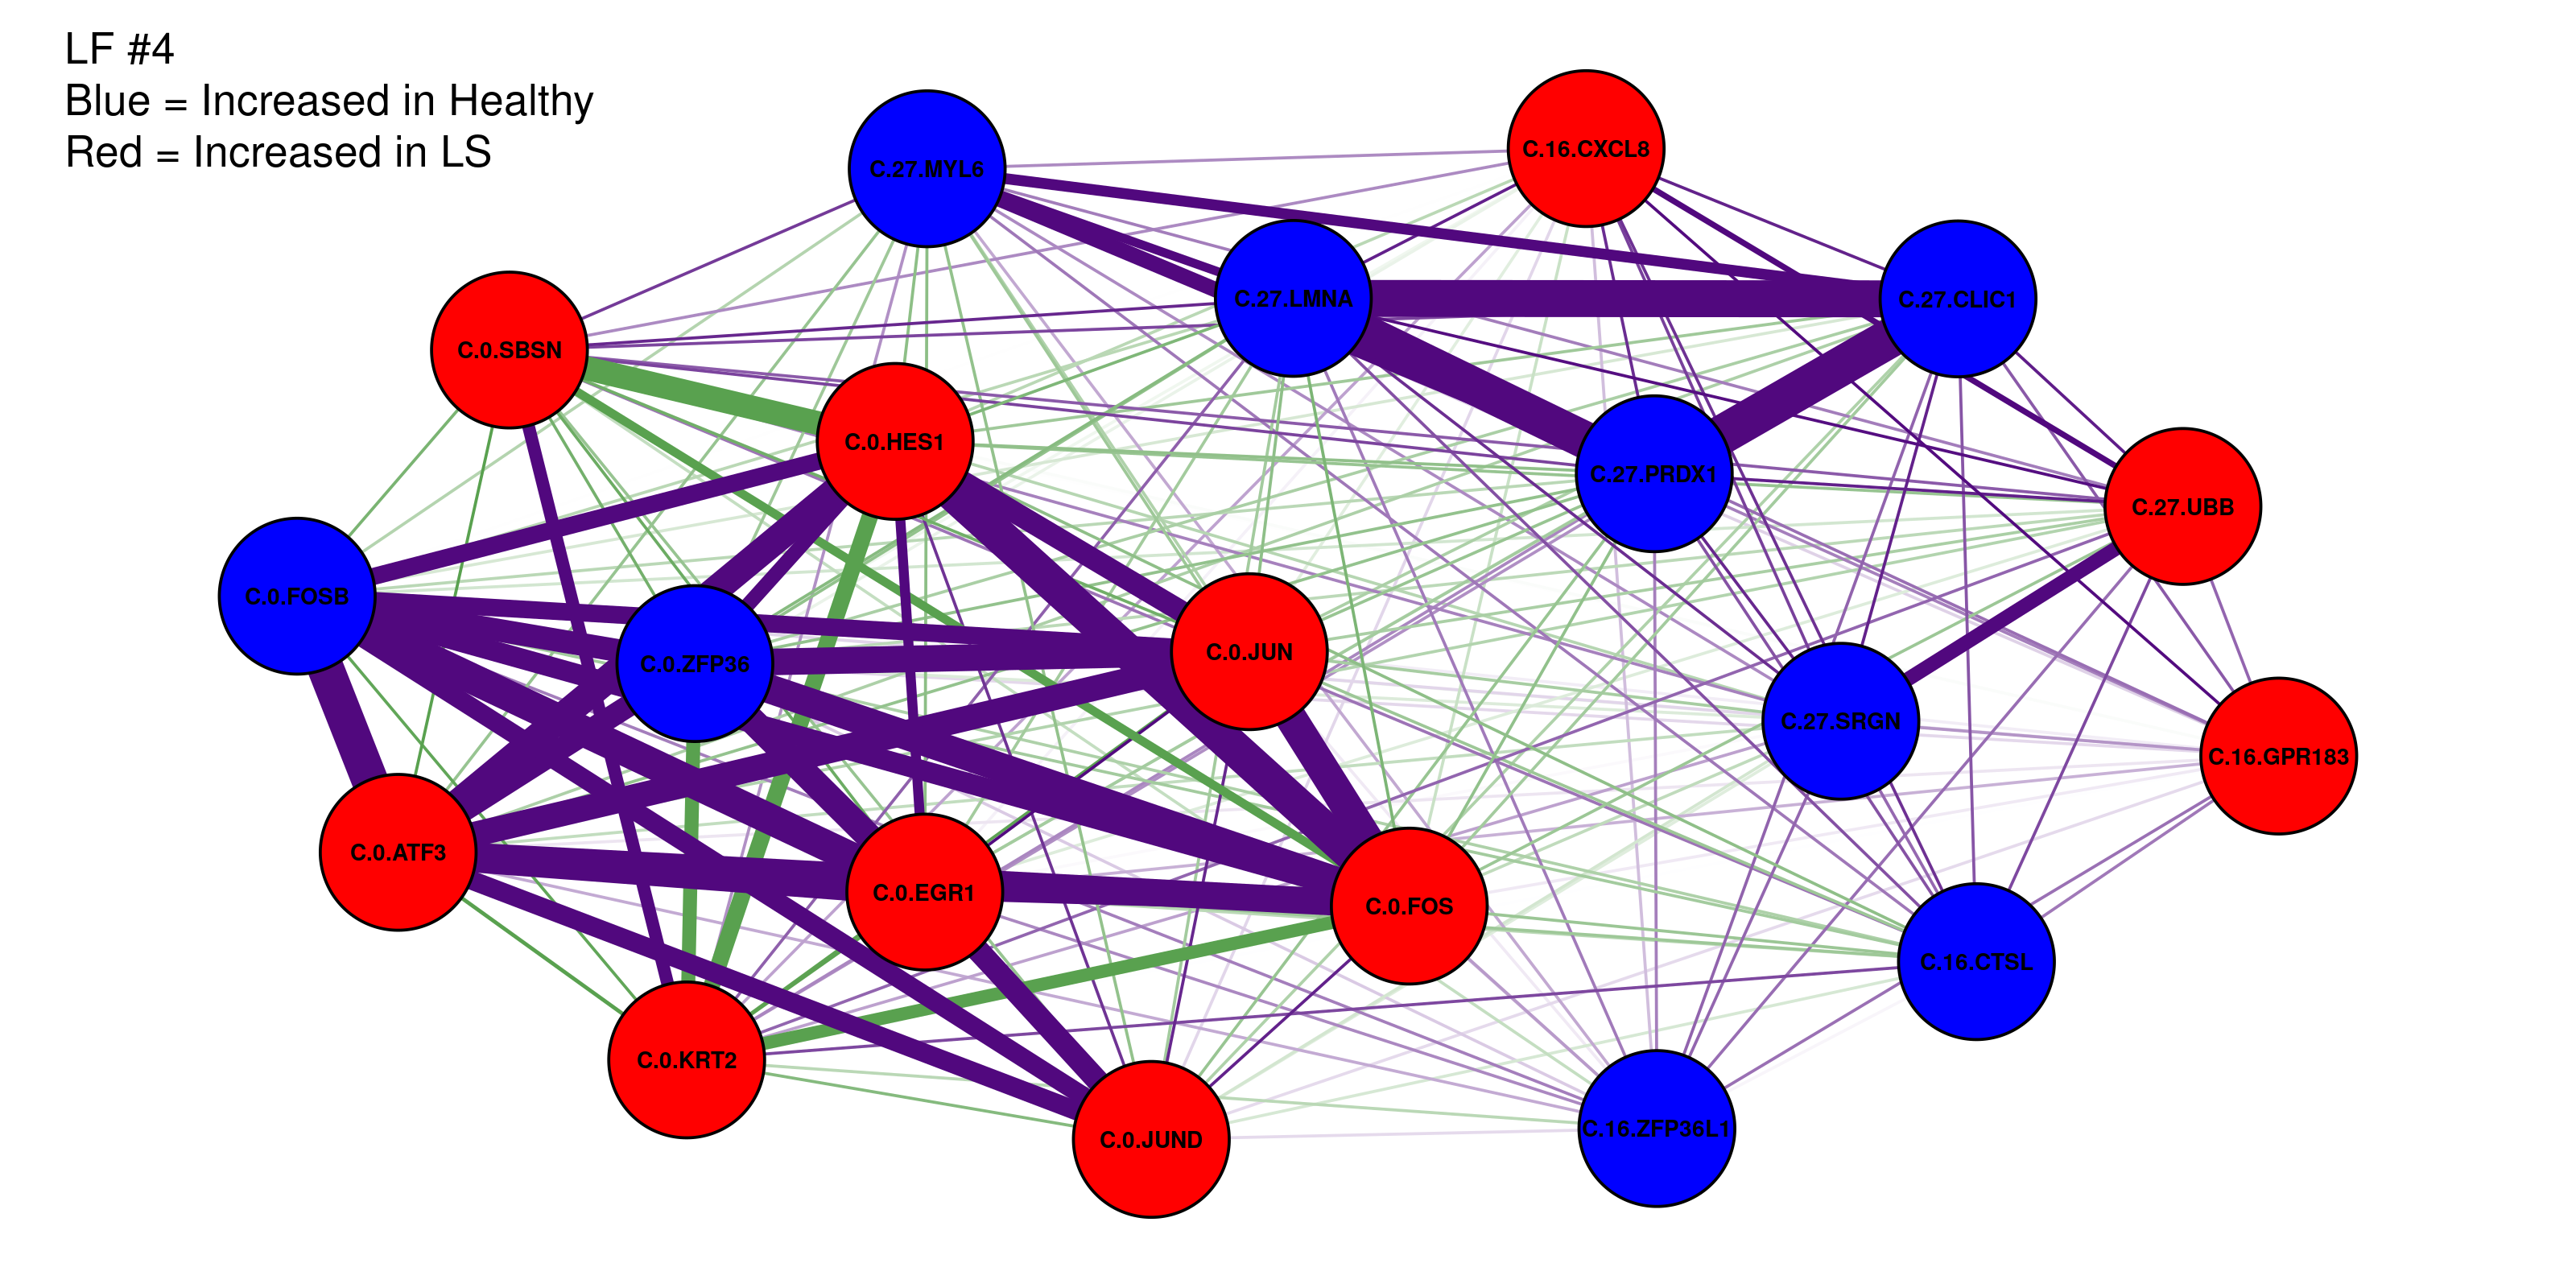 LF #4
Blue = Increased in Healthy
Red = Increased in LS
C.27.MYL6
C.16.CXCL8
C.27.LMNA
C.27.CLIC1
C.0.SBSN
C.0.HES1
C.27.PRDX1
C.27.UBB
C.0.FOSB
C.0.ZFP36
C.0.JUN
C.27.SRGN
C.16.GPR183
C.0.ATF3
C.0.EGR1
C.0.FOS
C.16.CTSL
C.0.KRT2
C.0.JUND
C.16.ZFP36L1